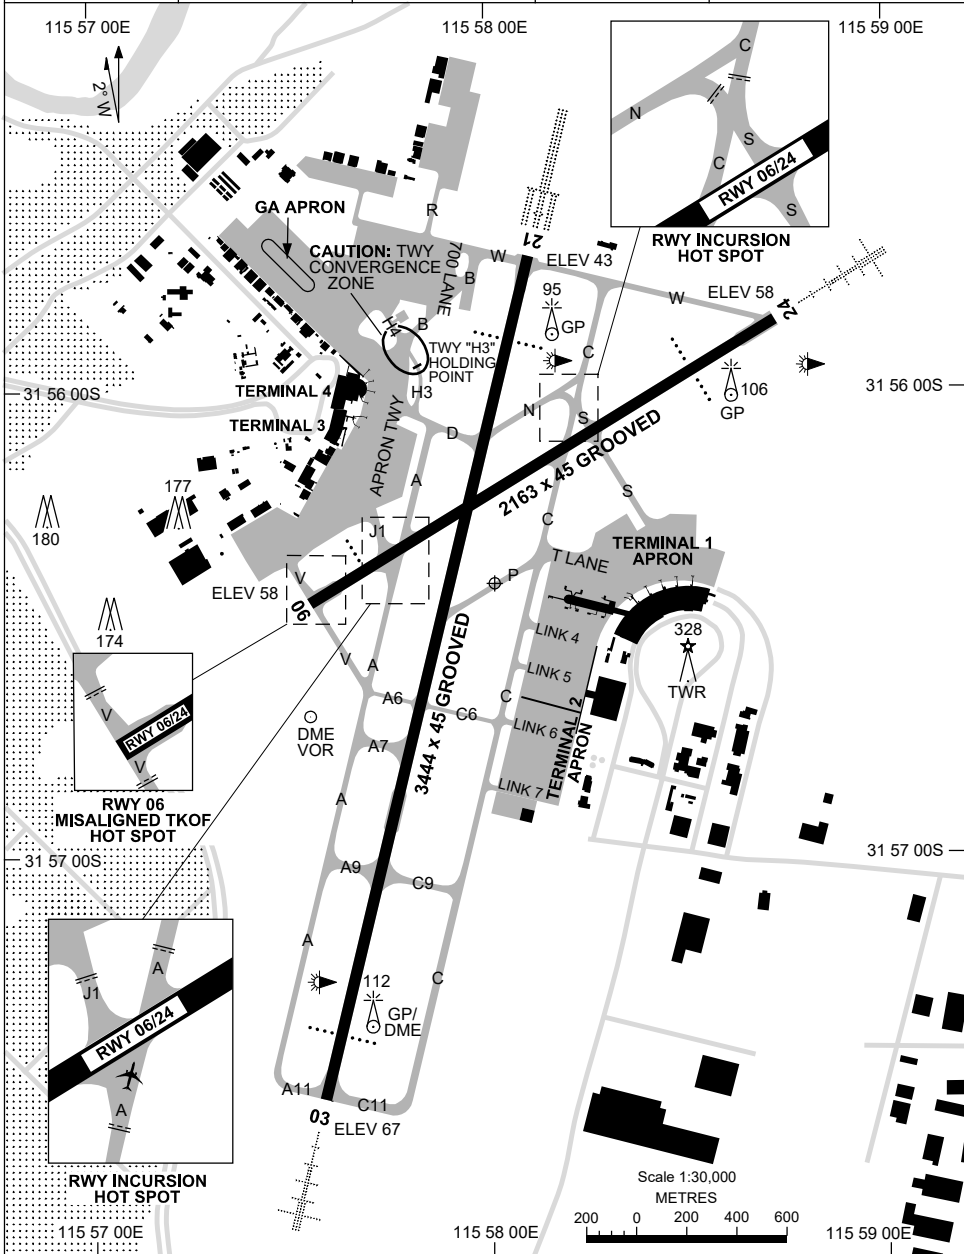 115 57 00E
115 58 00E
115 59 00E
2° W
C
N
S
C
RWY 06/24
S
RWY INCURSION
HOT SPOT
GA APRON
R
CAUTION: TWY
CONVERGENCE
ZONE
700 LANE
W
B
21
ELEV 43
95
GP
W
ELEV 58
24
H4
B
TWY "H3"
HOLDING
POINT
C
31 56 00S
31 56 00S
TERMINAL 4
H3
106
GP
TERMINAL 3
APRON TWY
D
N
S
2163 x 45 GROOVED
A
177
180
S
C
J1
TERMINAL 1
APRON
T LANE
P
V
ELEV 58
06
174
LINK 4
328
TWR
V
A
LINK 5
A6
C
C6
LINK 6
3444 x 45 GROOVED
TERMINAL 2
APRON
DME
VOR
V
RWY 06/24
V
A7
LINK 7
RWY 06
MISALIGNED TKOF
HOT SPOT
A
31 57 00S
31 57 00S
A9
C9
A
A
J1
RWY 06/24
A
112
GP/
DME
C
A11
C11
03
ELEV 67
RWY INCURSION
HOT SPOT
Scale 1:30,000
METRES
200 0 200 400 600
115 57 00E
115 58 00E
115 59 00E